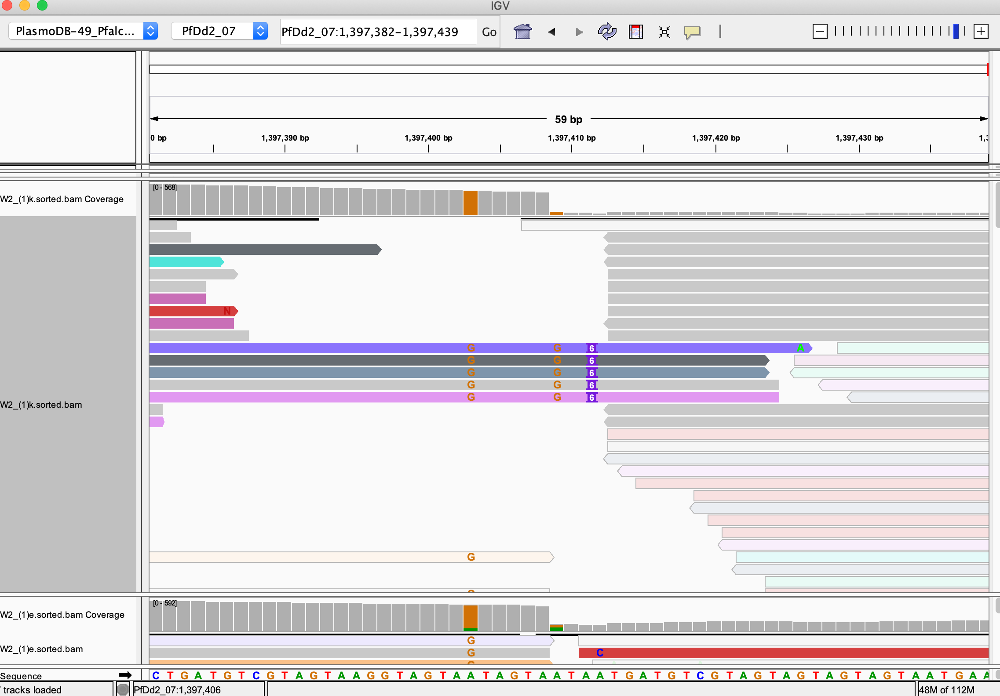 IGV
PlasmoDB-49_Pfalc... PfDd2_07 PfDd2_07:1,397,382-1,397,439 Go
59 bp
0 bp 1,397,390 bp 1,397,400 bp 1,397,410 bp 1,397,420 bp 1,397,430 bp
[0 - 568]
W2_(1)k.sorted.bam Coverage
N
G G 6 A
G G 6
G G 6
G G 6
G G 6
W2_(1)k.sorted.bam
G
G
[0 - 592]
W2_(1)e.sorted.bam Coverage
G
W2_(1)e.sorted.bam
G C
G
Sequence C T G A T G T C G T A G T A A G G T A G T A A T A G T A A T A A T G A T G T C G T A G T A G T A G T A G T A A T G A A
tracks loaded PfDd2_07:1,397,406 48M of 112M